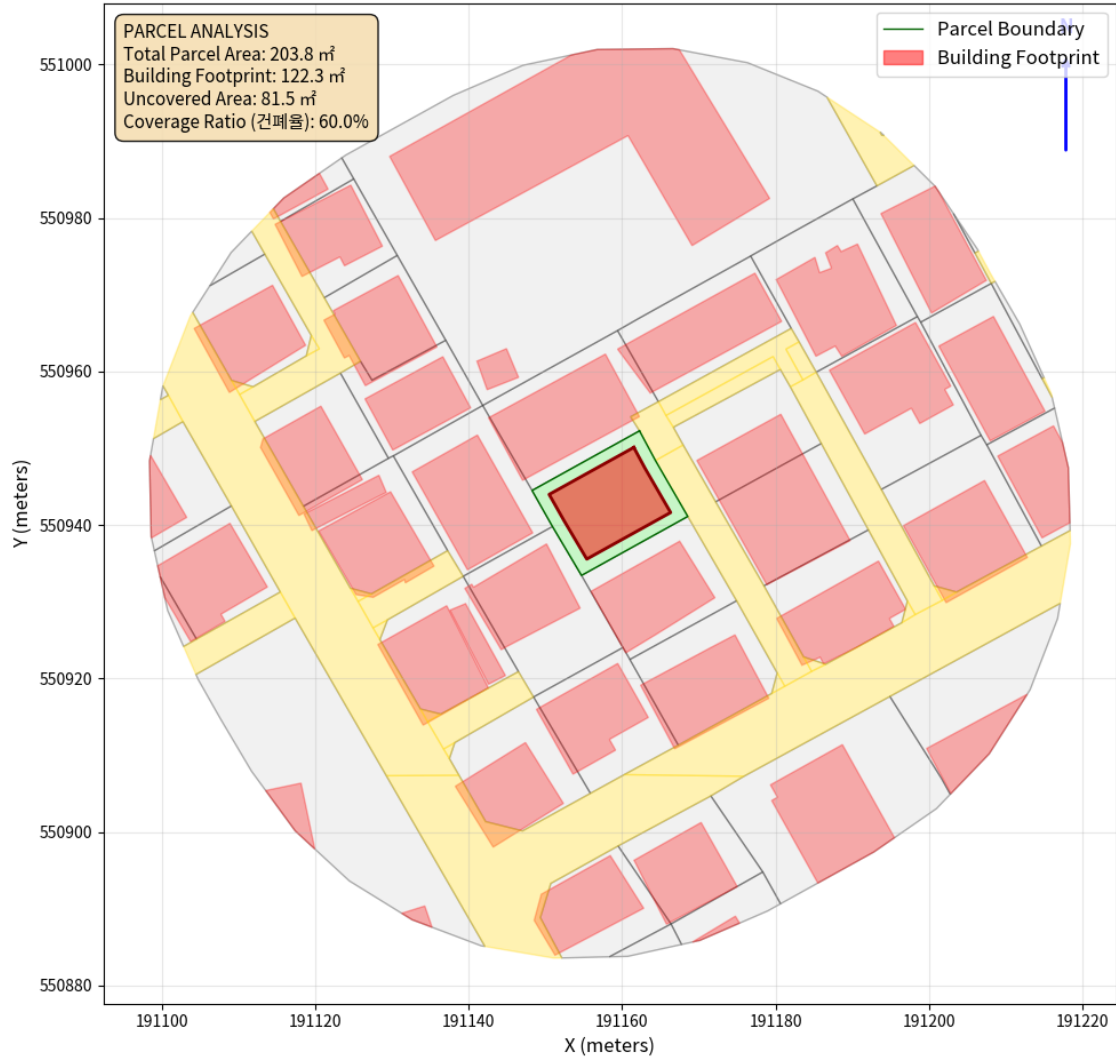 PARCEL ANALYSIS
Total Parcel Area: 203.8 ㎡
Building Footprint: 122.3 ㎡
Uncovered Area: 81.5 ㎡
Coverage Ratio (건폐율): 60.0%
Parcel Boundary
Building Footprint
N
551000
550980
550960
550940
550920
550900
550880
Y (meters)
191100
191120
191140
191160
191180
191200
191220
X (meters)